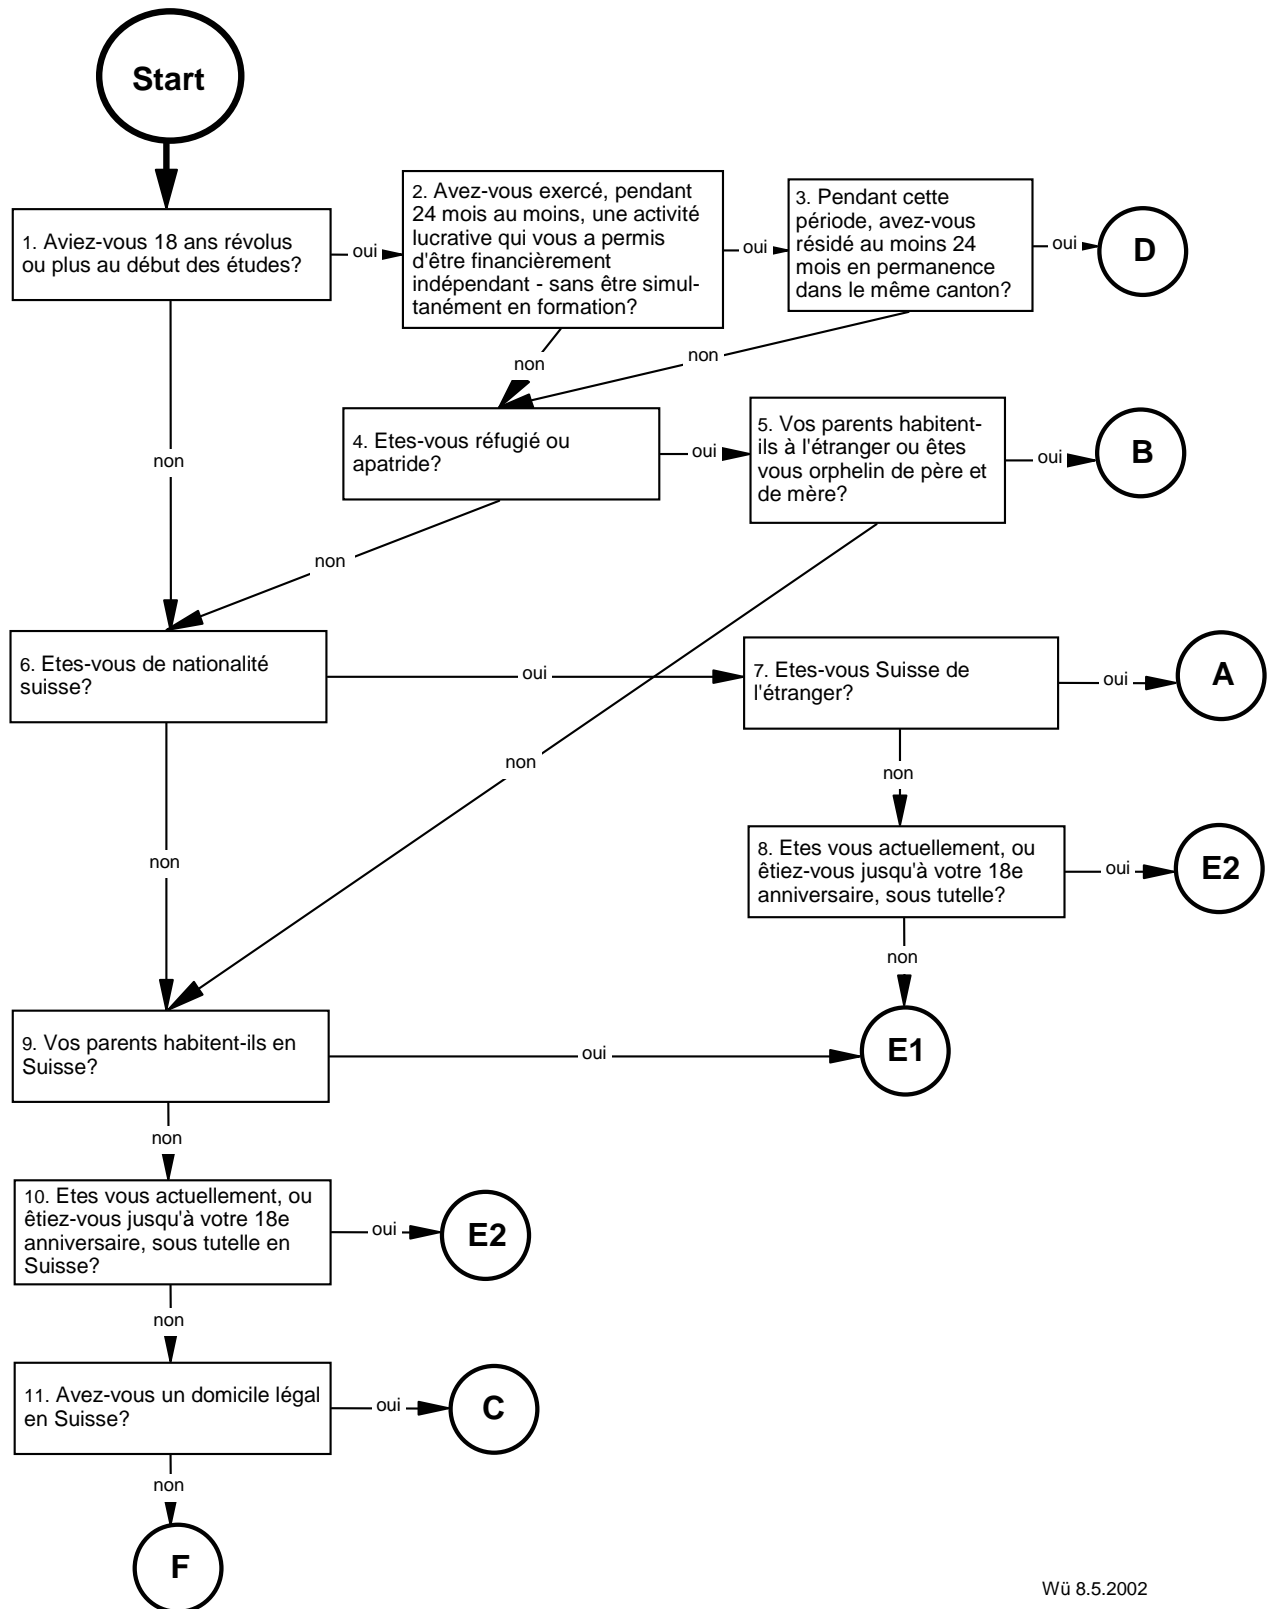 Start
1. Aviez-vous 18 ans révolus
ou plus au début des études?
oui
2. Avez-vous exercé, pendant
24 mois au moins, une activité
lucrative qui vous a permis
d'être financièrement
indépendant - sans être simul-
tanément en formation?
oui
3. Pendant cette
période, avez-vous
résidé au moins 24
mois en permanence
dans le même canton?
oui
D
non
non
non
4. Etes-vous réfugié ou
apatride?
oui
5. Vos parents habitent-
ils à l'étranger ou êtes
vous orphelin de père et
de mère?
oui
B
non
6. Etes-vous de nationalité
suisse?
oui
7. Etes-vous Suisse de
l'étranger?
oui
A
non
non
non
8. Etes vous actuellement, ou
êtiez-vous jusqu'à votre 18e
anniversaire, sous tutelle?
oui
E2
non
9. Vos parents habitent-ils en
Suisse?
oui
E1
non
10. Etes vous actuellement, ou
êtiez-vous jusqu'à votre 18e
anniversaire, sous tutelle en
Suisse?
oui
E2
non
11. Avez-vous un domicile légal
en Suisse?
oui
C
non
F
Wü 8.5.2002